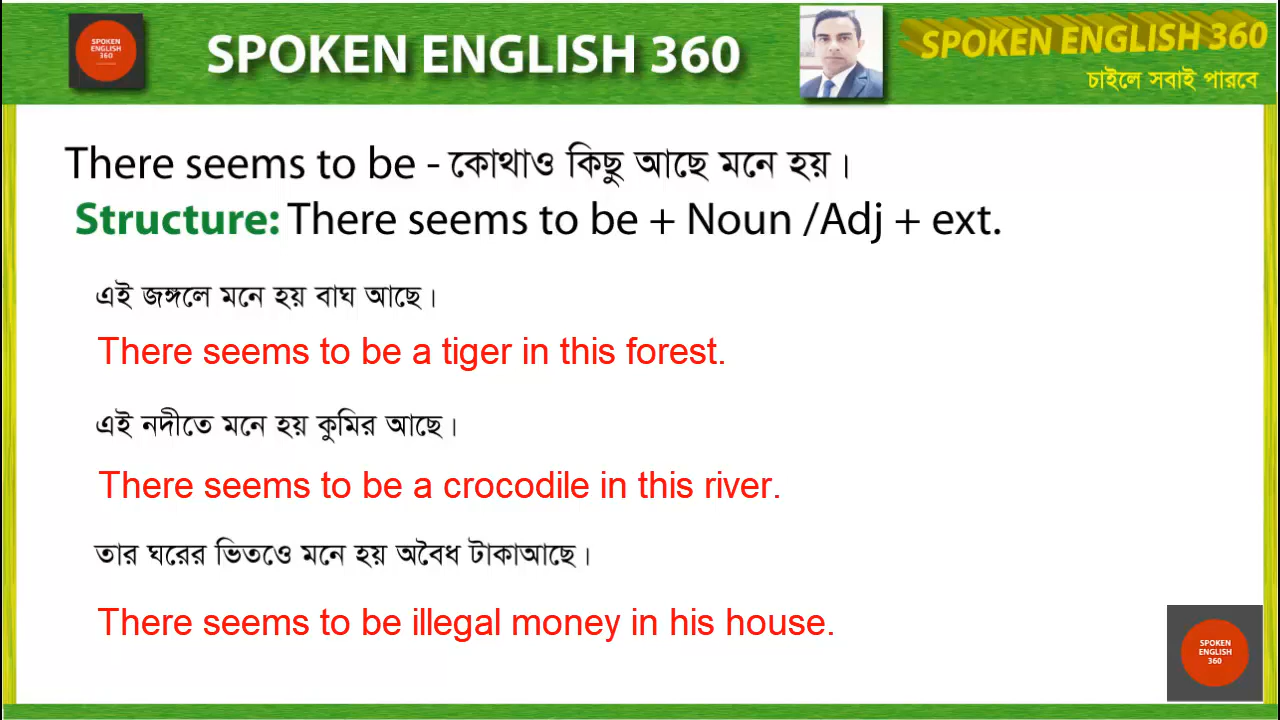 SPOKEN ENGLISH 360
SPOKEN ENGLISH 360
SPOKEN ENGLISH 360
চাইলে সবাই পারবে
There seems to be - কোথাও কিছু আছে মনে হয়।
Structure: There seems to be + Noun /Adj + ext.
এই জঙ্গলে মনে হয় বাঘ আছে।
There seems to be a tiger in this forest.
এই নদীতে মনে হয় কুমির আছে।
There seems to be a crocodile in this river.
তার ঘরের ভিতওে মনে হয় অবৈধ টাকাআছে।
There seems to be illegal money in his house.
SPOKEN
ENGLISH
360